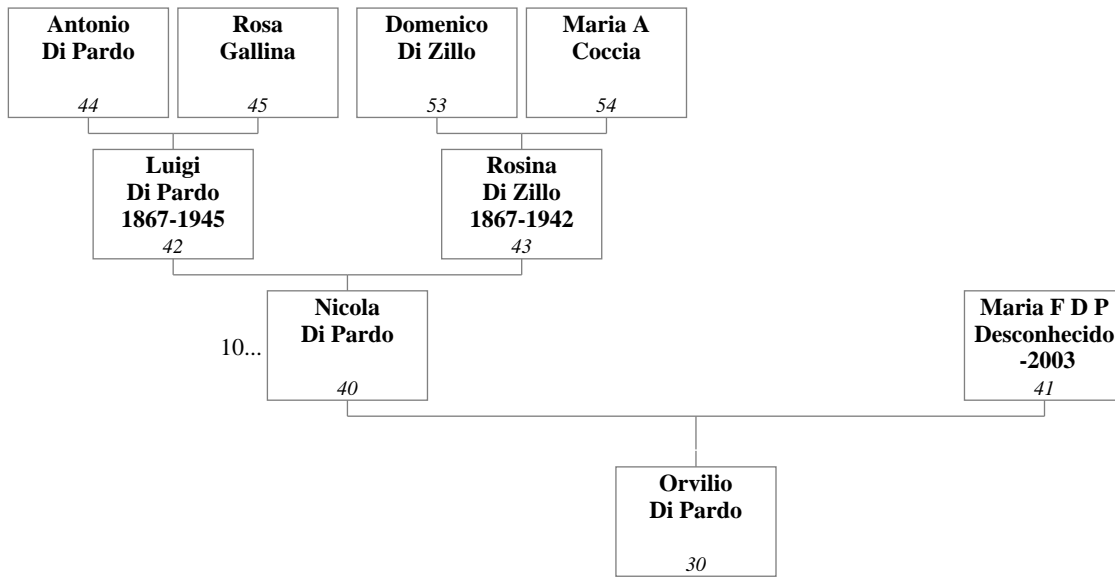 Antonio
Di Pardo
44
Rosa
Gallina
45
Domenico
Di Zillo
53
Maria A
Coccia
54
Luigi
Di Pardo
1867-1945
42
Rosina
Di Zillo
1867-1942
43
10...
Nicola
Di Pardo
40
Maria F D P
Desconhecido
-2003
41
Orvilio
Di Pardo
30